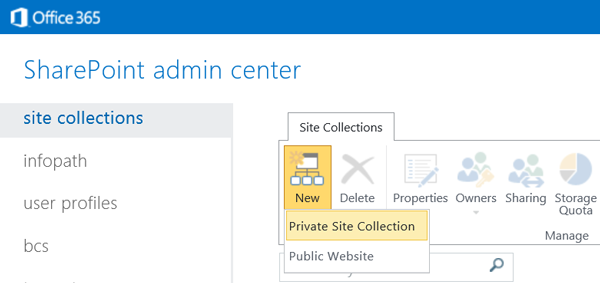 Office 365
SharePoint admin center
site collections
infopath
user profiles
bcs
Site Collections
New
Delete
Properties
Owners
Sharing
Storage
Quota
Manage
Private Site Collection
Public Website